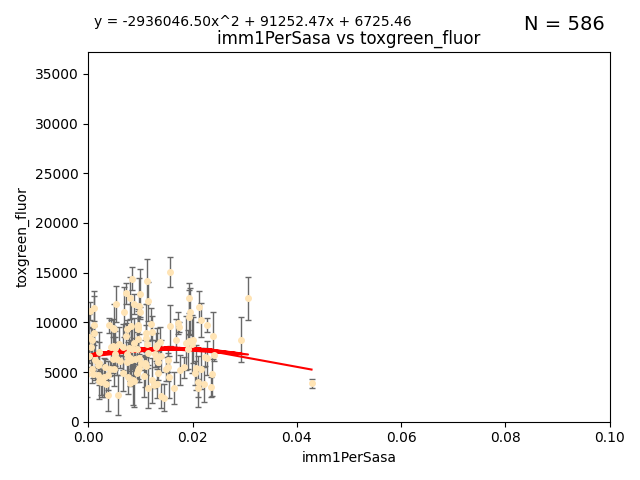 y = -2936046.50x^2 + 91252.47x + 6725.46
N = 586
imm1PerSasa vs toxgreen_fluor
35000
30000
25000
20000
15000
10000
5000
0
toxgreen_fluor
0.00 0.02 0.04 0.06 0.08 0.10
imm1PerSasa